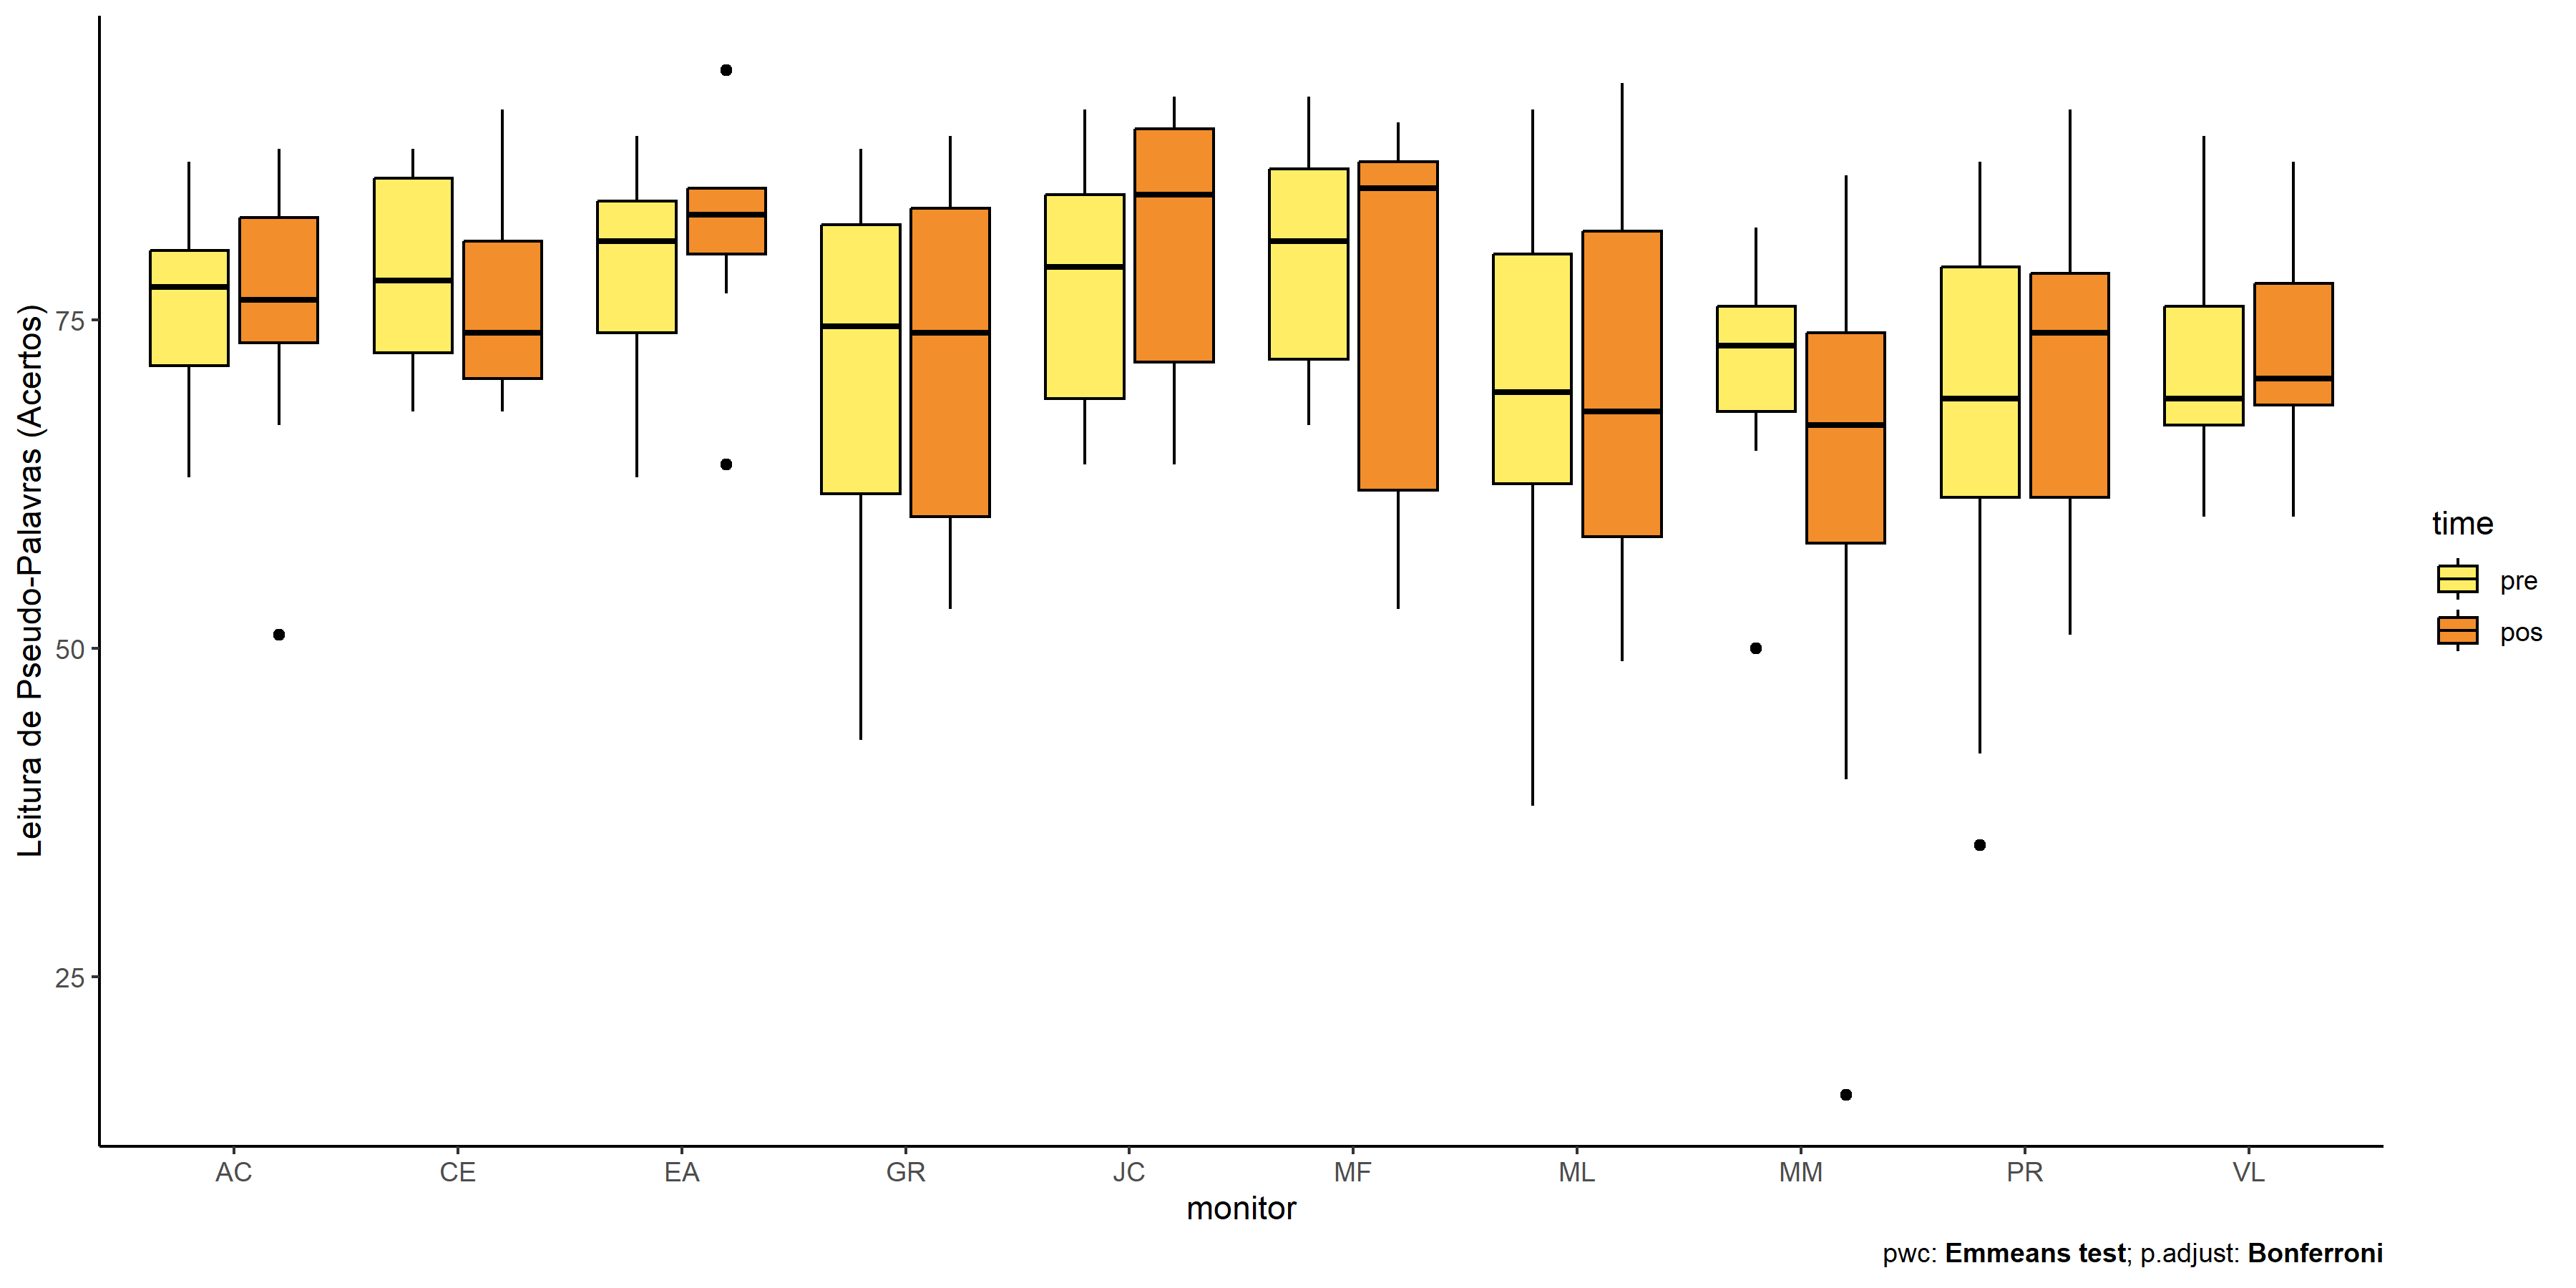 Leitura de Pseudo-Palavras (Acertos)
75
50
25
AC CE EA GR JC MF ML MM PR VL
monitor
time
pre
pos
pwc: Emmeans test; p.adjust: Bonferroni